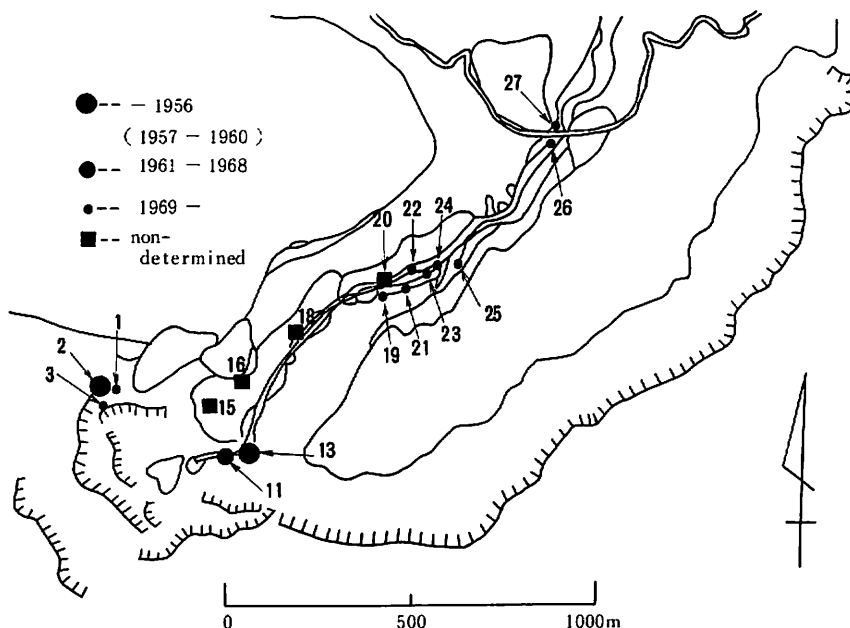 -- — 1956
( 1957 — 1960 )
-- 1961 — 1968
-- 1969 —
-- non-
determined
27
26
20
22
24
25
23
21
19
18
16
15
1
2
3
13
11
0
500
1000m